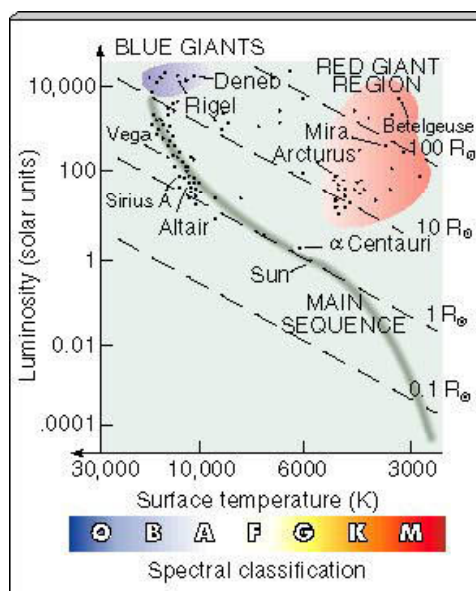 BLUE GIANTS
10,000
Deneb
RED GIANT
REGION
Rigel
Betelgeuse
Mira
Vega
Arcturus
100 R⊙
100
Sirius A
Altair
10 R⊙
α Centauri
1
Sun
MAIN
SEQUENCE
1 R⊙
0.01
0.1 R⊙
.0001
Luminosity (solar units)
30,000 10,000 6000 3000
Surface temperature (K)
O B A F G K M
Spectral classification